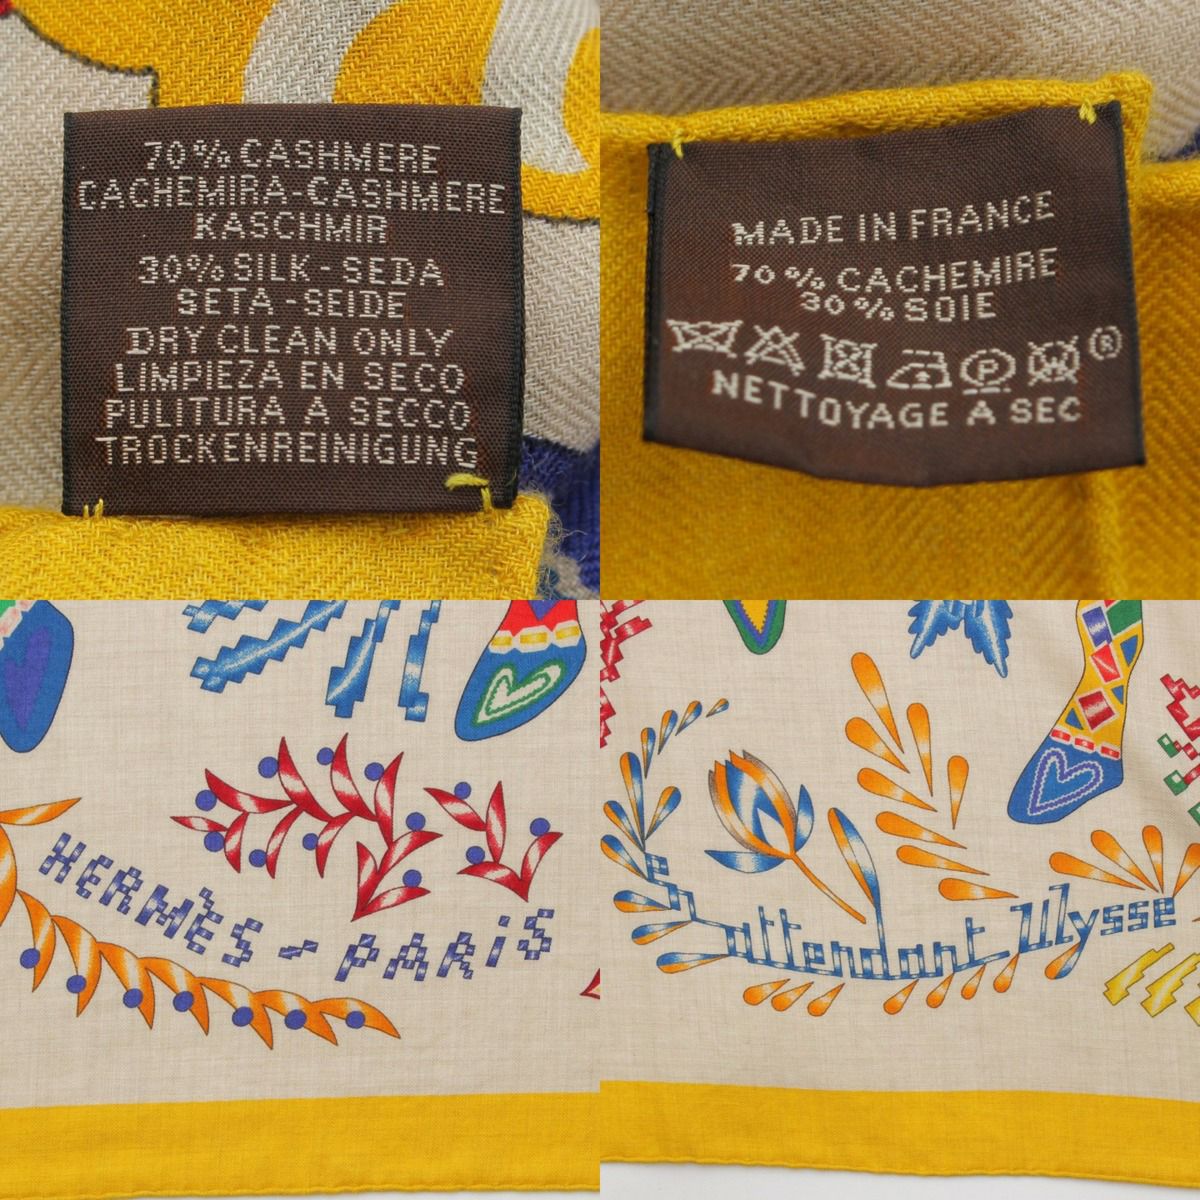 70% CASHMERE
CACHEMIRA-CASHMERE
KASCHMIR
30% SILK - SEDA
SETA - SEIDE
DRY CLEAN ONLY
LIMPIEZA EN SECO
PULITURA A SECCO
TROCKENREINIGUNG
MADE IN FRANCE
70% CACHEMIRE
30% SOIE
P W ®
NETTOYAGE A SEC
HERMÈS - PARIS
En attendant Ulysse